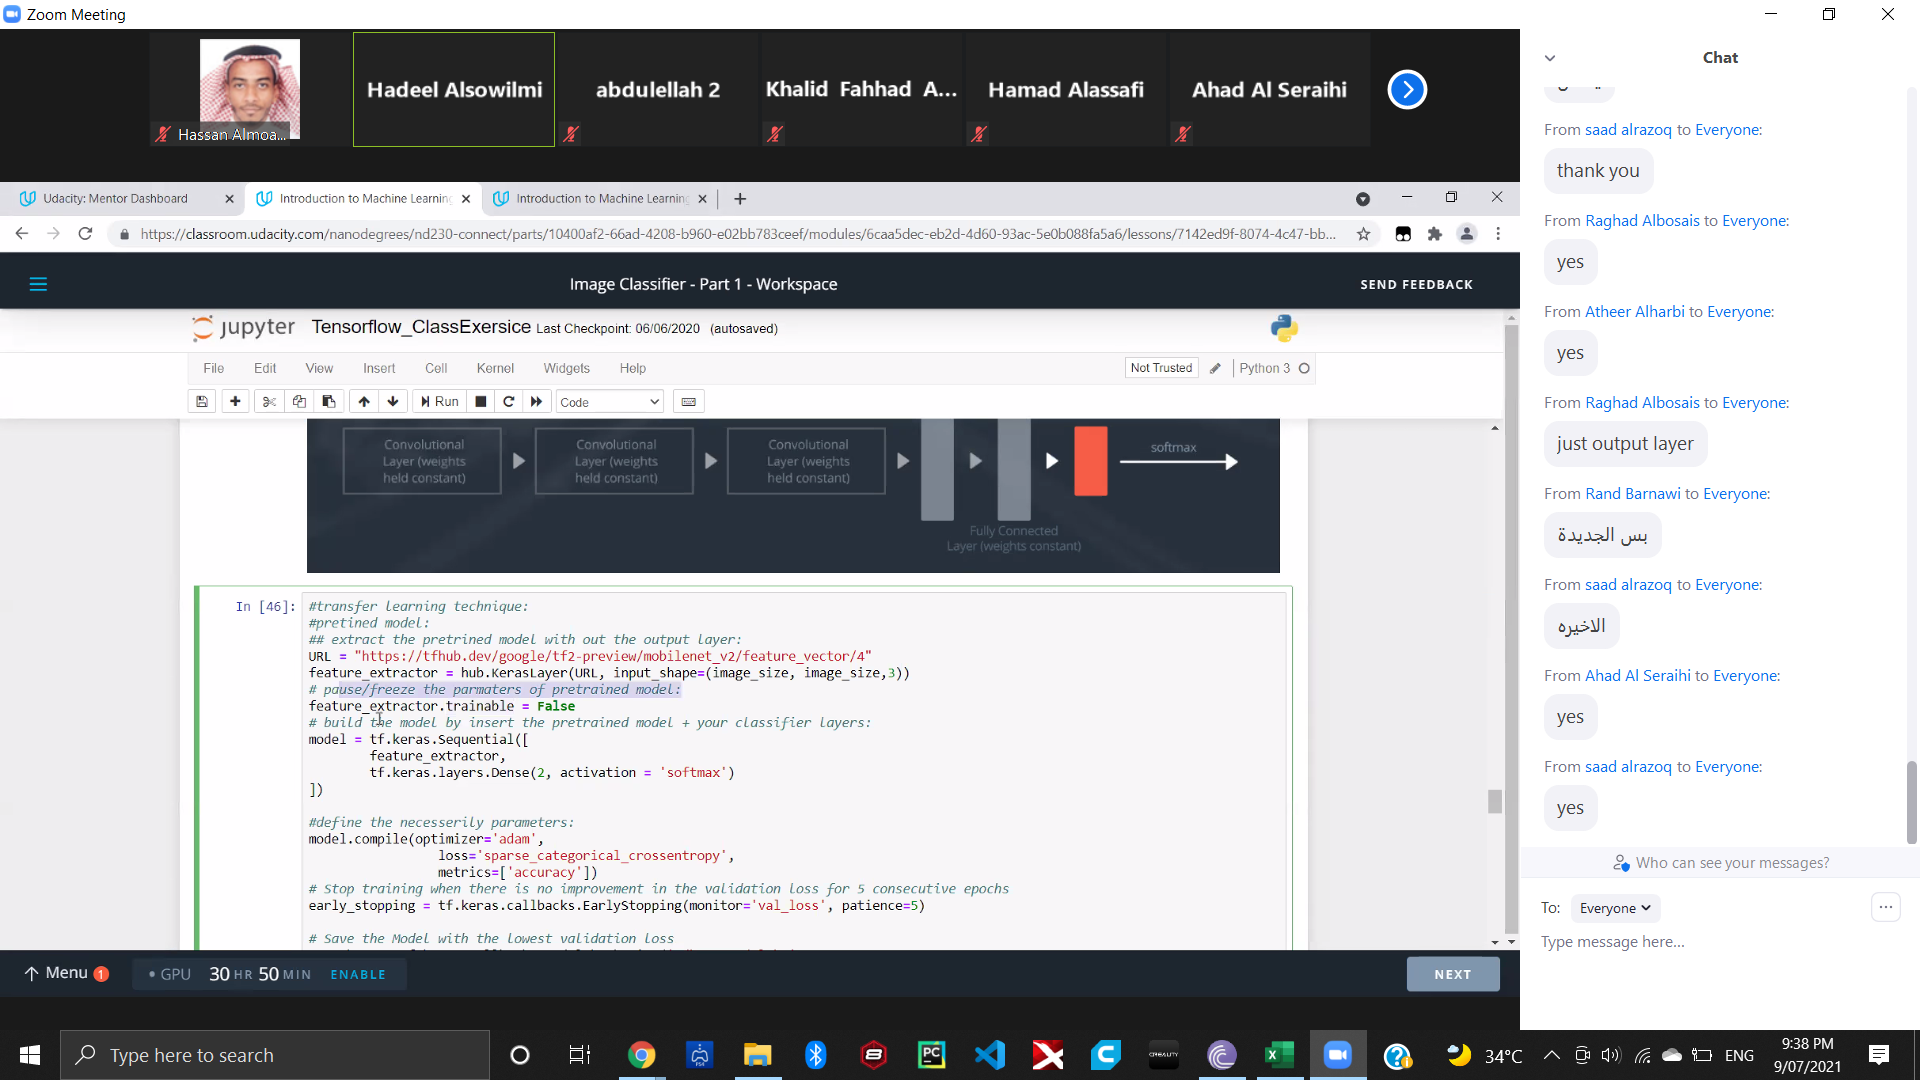 Zoom Meeting
Hassan Almoa...
Hadeel Alsowilmi
abdulellah 2
Khalid Fahhad A...
Hamad Alassafi
Ahad Al Seraihi
Udacity: Mentor Dashboard
Introduction to Machine Learning
Introduction to Machine Learning
https://classroom.udacity.com/nanodegrees/nd230-connect/parts/10400af2-66ad-4208-b960-e02bb783ceef/modules/6caa5dec-eb2d-4d60-93ac-5e0b088fa5a6/lessons/7142ed9f-8074-4c47-bb...
Image Classifier - Part 1 - Workspace
SEND FEEDBACK
jupyter Tensorflow_ClassExersice Last Checkpoint: 06/06/2020 (autosaved)
File Edit View Insert Cell Kernel Widgets Help
Not Trusted
Python 3
Run
Code
Convolutional
Layer (weights
held constant)
Convolutional
Layer (weights
held constant)
Convolutional
Layer (weights
held constant)
softmax
Fully Connected
Layer (weights constant)
In [46]:
#transfer learning technique:
#pretined model:
## extract the pretrined model with out the output layer:
URL = "https://tfhub.dev/google/tf2-preview/mobilenet_v2/feature_vector/4"
feature_extractor = hub.KerasLayer(URL, input_shape=(image_size, image_size,3))
# pause/freeze the parmaters of pretrained model:
feature_extractor.trainable = False
# build the model by insert the pretrained model + your classifier layers:
model = tf.keras.Sequential([
feature_extractor,
tf.keras.layers.Dense(2, activation = 'softmax')
])
#define the necesserily parameters:
model.compile(optimizer='adam',
loss='sparse_categorical_crossentropy',
metrics=['accuracy'])
# Stop training when there is no improvement in the validation loss for 5 consecutive epochs
early_stopping = tf.keras.callbacks.EarlyStopping(monitor='val_loss', patience=5)
# Save the Model with the lowest validation loss
Menu 1
GPU 30 HR 50 MIN ENABLE
NEXT
Chat
From saad alrazoq to Everyone:
thank you
From Raghad Albosais to Everyone:
yes
From Atheer Alharbi to Everyone:
yes
From Raghad Albosais to Everyone:
just output layer
From Rand Barnawi to Everyone:
بس الجديدة
From saad alrazoq to Everyone:
الاخيره
From Ahad Al Seraihi to Everyone:
yes
From saad alrazoq to Everyone:
yes
Who can see your messages?
To: Everyone
Type message here...
Type here to search
PC
CREALITY
34°C
ENG
9:38 PM
9/07/2021